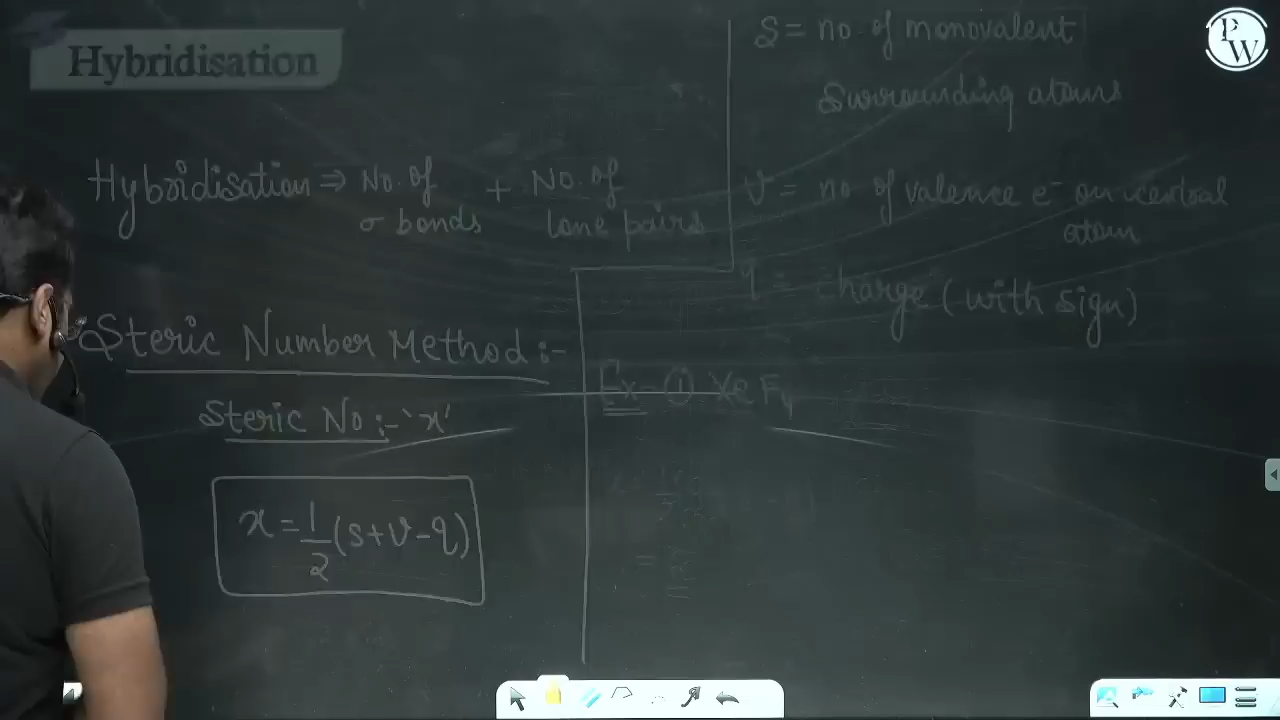 Hybridisation
PW
S = no. of monovalent
Surrounding atoms
Hybridisation ⇒ No. of σ bonds + No. of lone pairs
V = no of valence e⁻ on central
atom
q = charge (with sign)
Steric Number Method :-
Steric No :- 'x'
x = 1/2 (S+V-q)
Ex - ① XeF₄